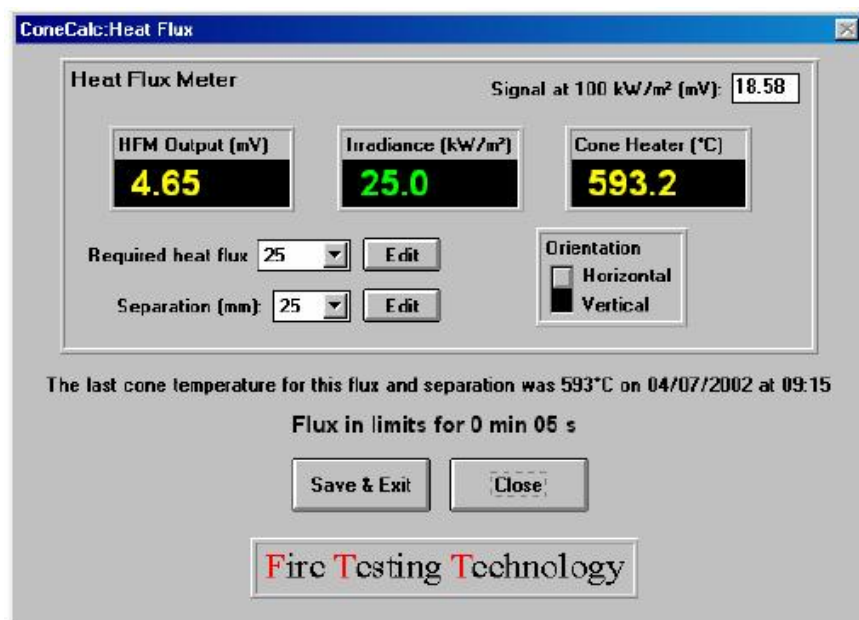 ConeCalc:Heat Flux
Heat Flux Meter
Signal at 100 kW/m² (mV): 18.58
HFM Output (mV)
4.65
Irradiance (kW/m²)
25.0
Cone Heater (°C)
593.2
Required heat flux 25 Edit
Separation (mm): 25 Edit
Orientation
Horizontal
Vertical
The last cone temperature for this flux and separation was 593°C on 04/07/2002 at 09:15
Flux in limits for 0 min 05 s
Save & Exit
Close
Fire Testing Technology